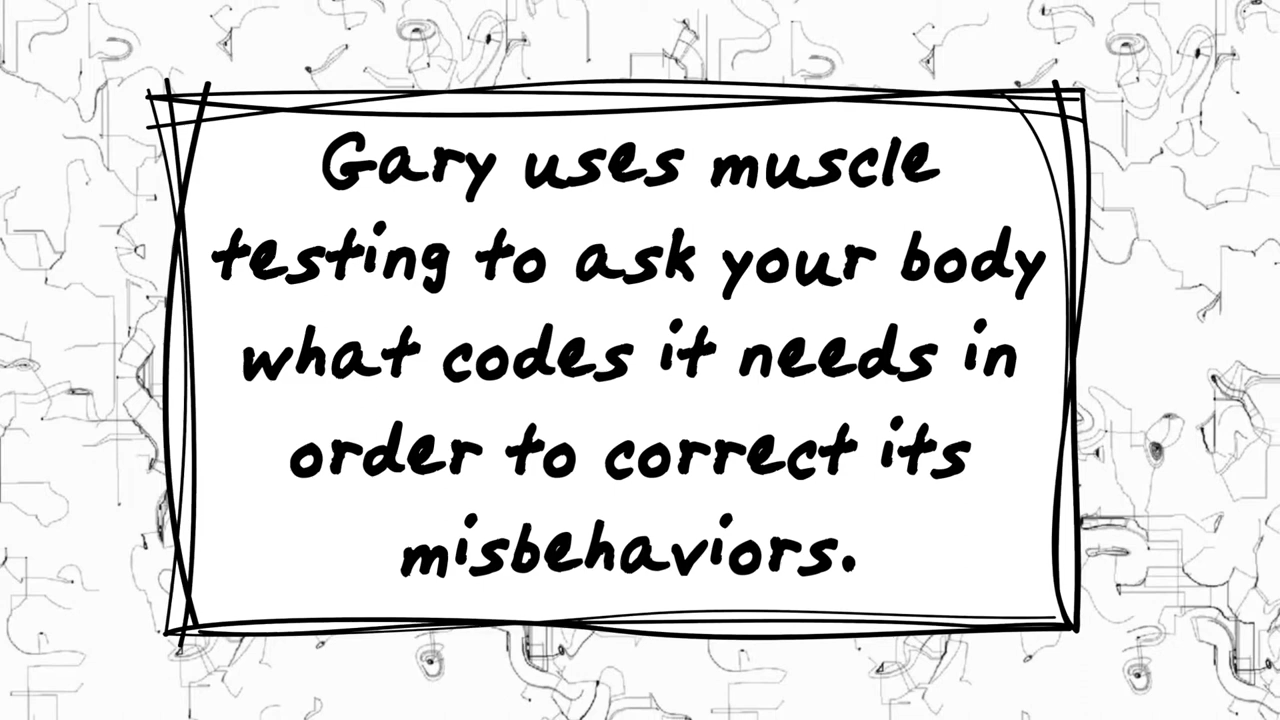 Gary uses muscle
testing to ask your body
what codes it needs in
order to correct its
misbehaviors.